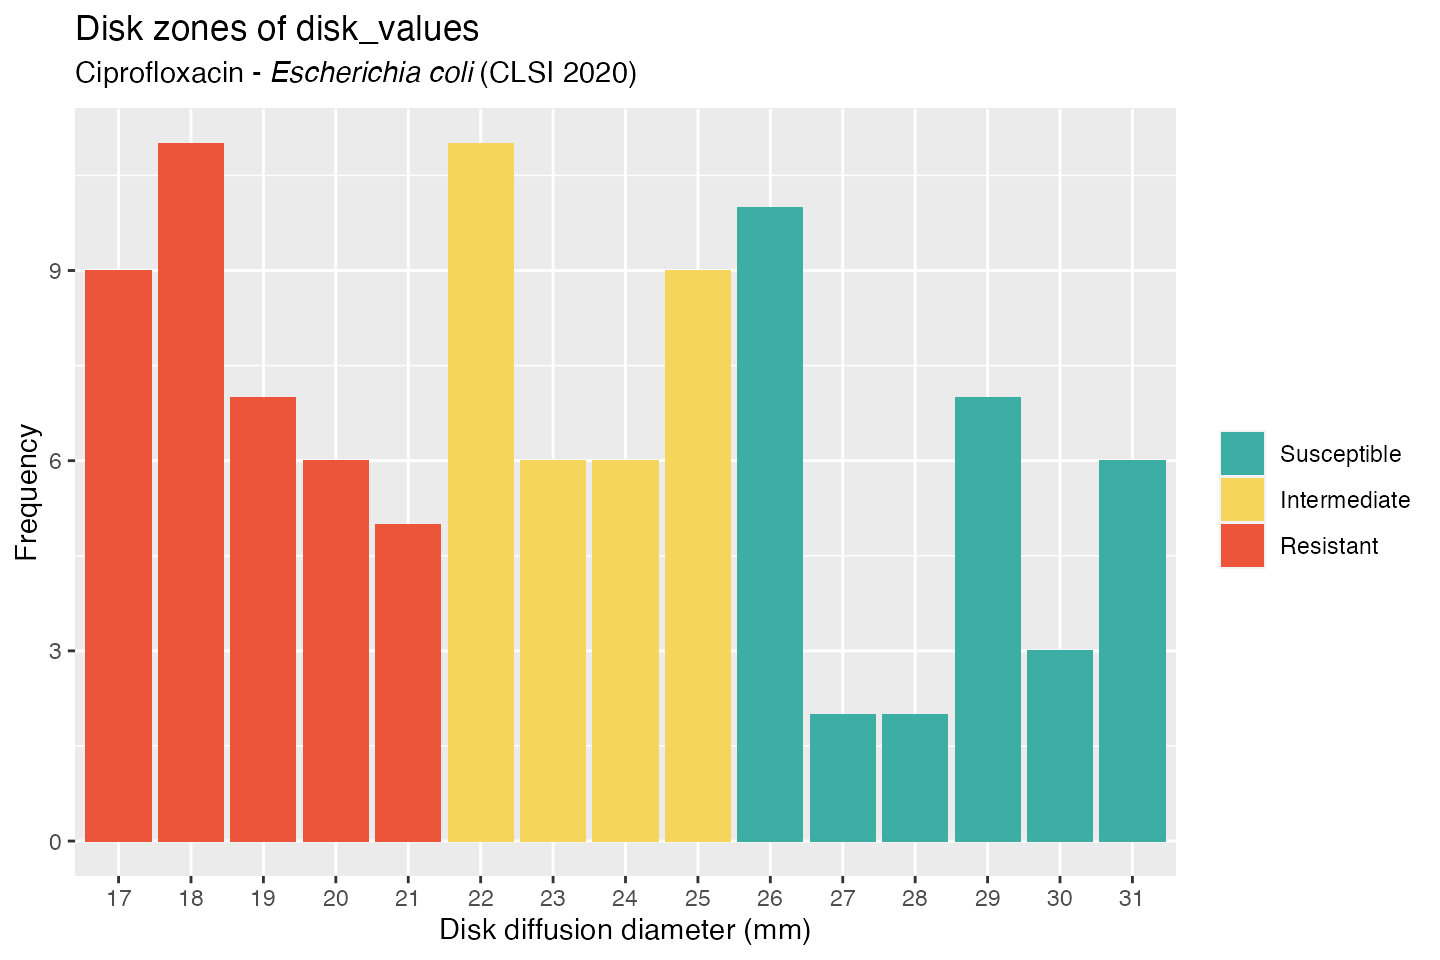 Disk zones of disk_values
Ciprofloxacin - Escherichia coli (CLSI 2020)
Frequency
9
6
3
0
17 18 19 20 21 22 23 24 25 26 27 28 29 30 31
Disk diffusion diameter (mm)
Susceptible
Intermediate
Resistant